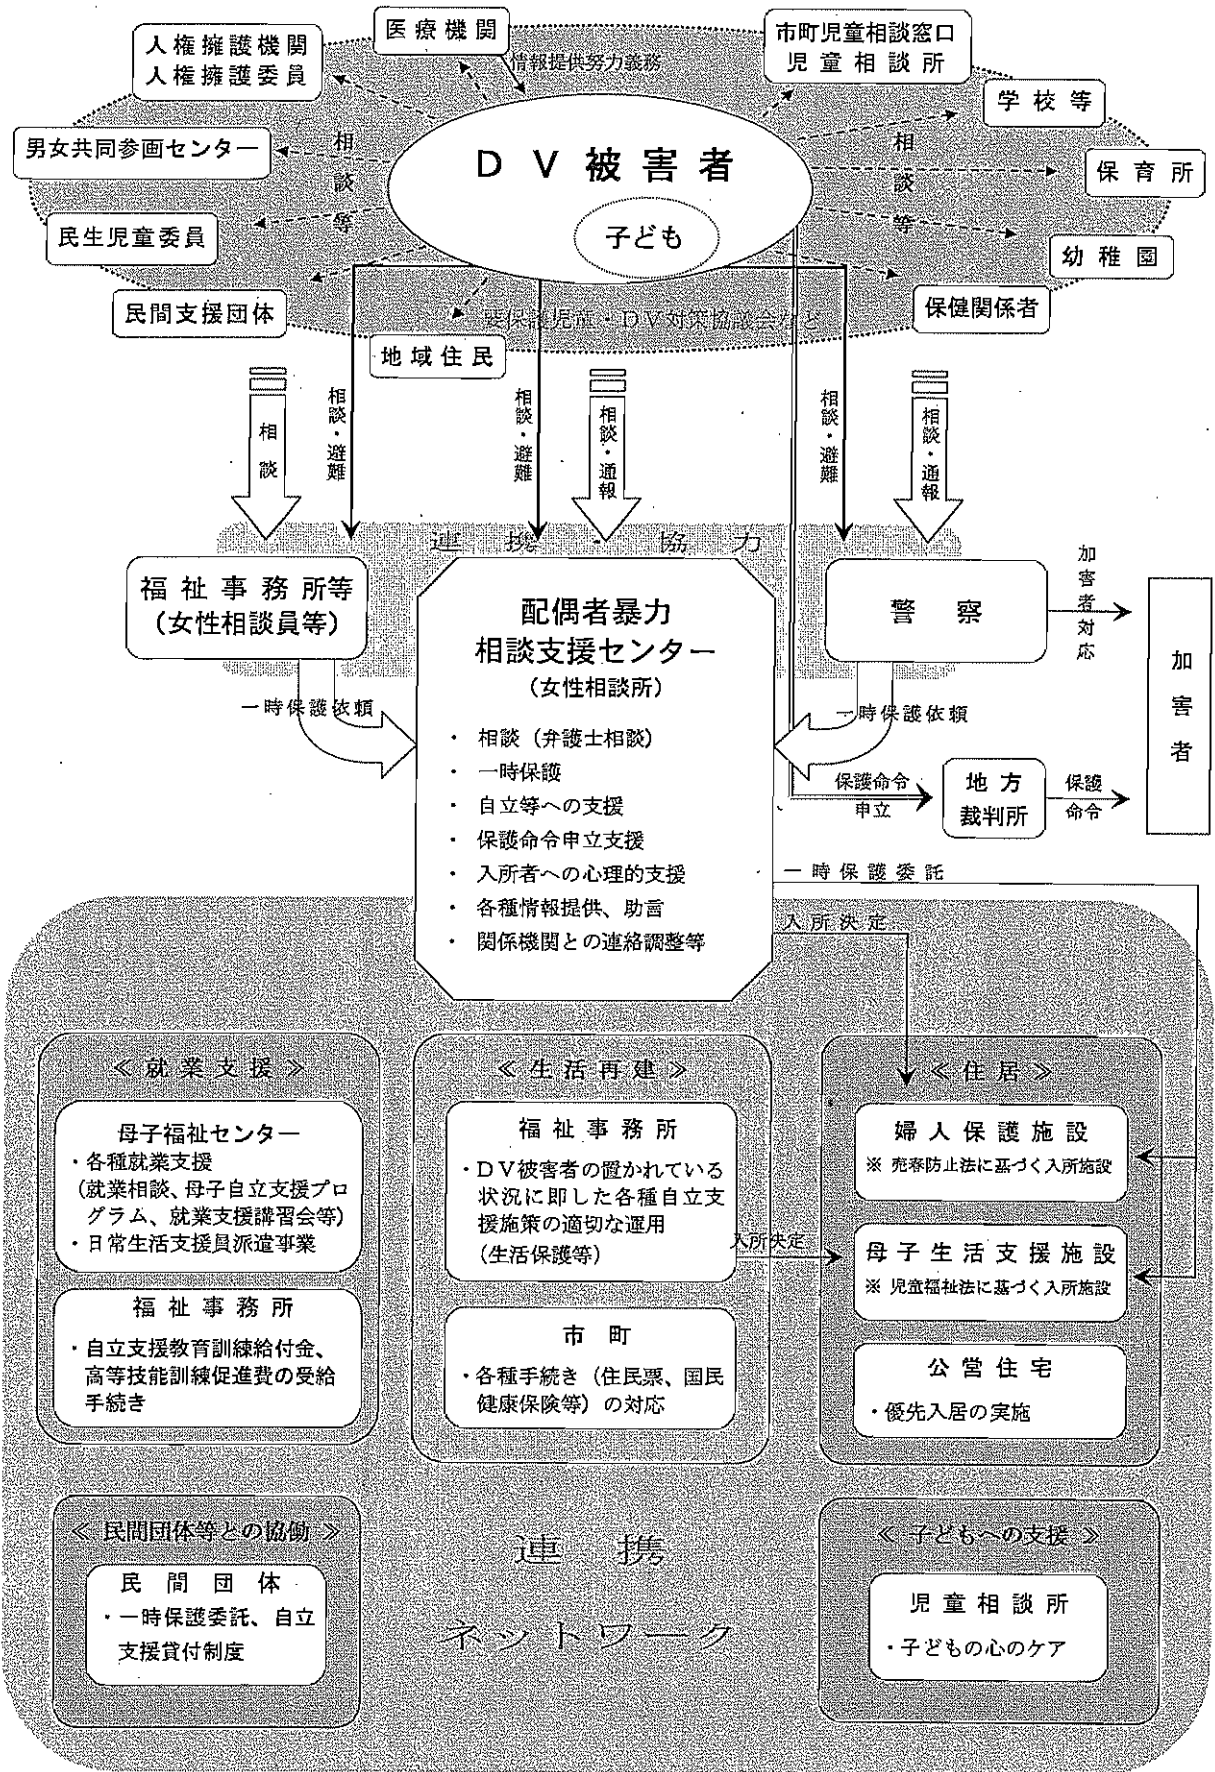 医療機関
人権擁護機関
人権擁護委員
市町児童相談窓口
児童相談所
情報提供努力義務
学校等
男女共同参画センター
相談等
DV被害者
相談等
保育所
子ども
民生児童委員
幼稚園
民間支援団体
保健関係者
要保護児童・DV対策協議会など
地域住民
相談
相談・避難
相談・避難
相談・通報
相談・避難
相談・通報
連携・協力
福祉事務所等
(女性相談員等)
配偶者暴力
相談支援センター
(女性相談所)
警察
加害者対応
加害者
一時保護依頼
一時保護依頼
・相談(弁護士相談)
・一時保護
・自立等への支援
・保護命令申立支援
・入所者への心理的支援
・各種情報提供、助言
・関係機関との連絡調整等
保護命令
申立
地方
裁判所
保護
命令
一時保護委託
入所決定
≪就業支援≫
母子福祉センター
・各種就業支援
(就業相談、母子自立支援プロ
グラム、就業支援講習会等)
・日常生活支援員派遣事業
福祉事務所
・自立支援教育訓練給付金、
高等技能訓練促進費の受給
手続き
≪生活再建≫
福祉事務所
・DV被害者の置かれている
状況に即した各種自立支
援施策の適切な運用
(生活保護等)
入所決定
市町
・各種手続き(住民票、国民
健康保険等)の対応
≪住居≫
婦人保護施設
※ 売春防止法に基づく入所施設
母子生活支援施設
※ 児童福祉法に基づく入所施設
公営住宅
・優先入居の実施
≪民間団体等との協働≫
民間団体
・一時保護委託、自立
支援貸付制度
連携
ネットワーク
≪子どもへの支援≫
児童相談所
・子どもの心のケア